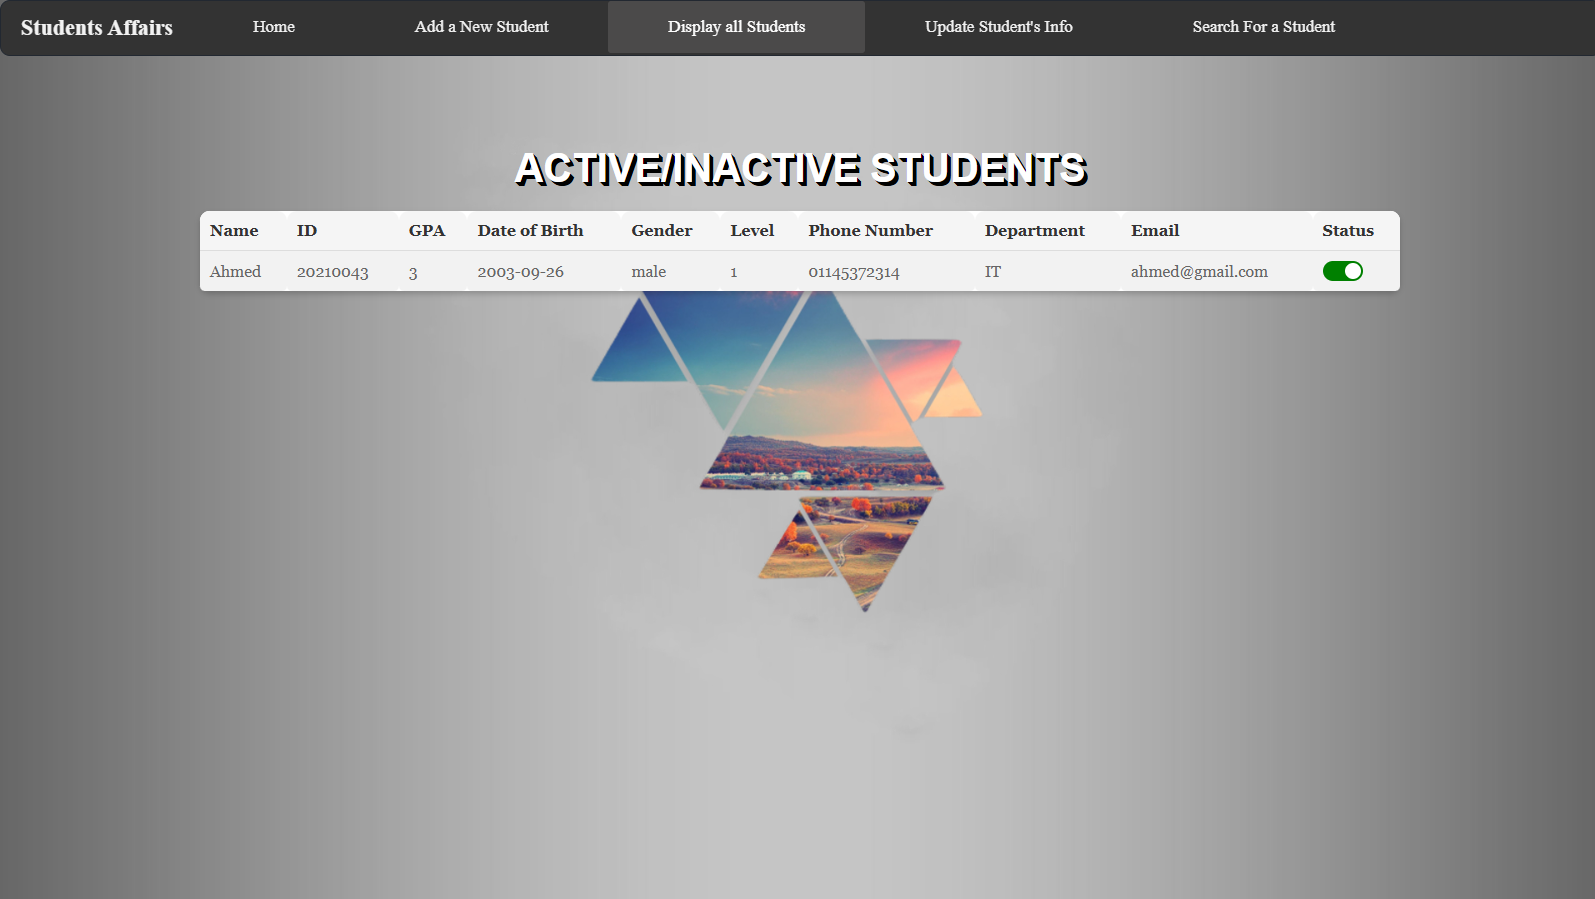 Students Affairs Home Add a New Student Display all Students Update Student's Info Search For a Student
ACTIVE/INACTIVE STUDENTS
Name ID GPA Date of Birth Gender Level Phone Number Department Email Status
Ahmed 20210043 3 2003-09-26 male 1 01145372314 IT ahmed@gmail.com